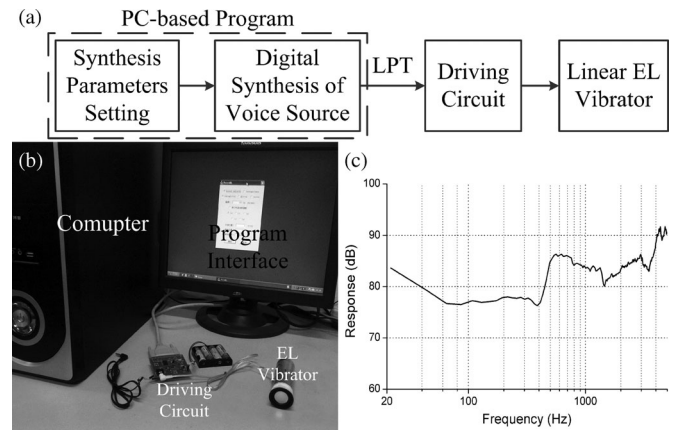 (a)
PC-based Program
Synthesis
Parameters
Setting
Digital
Synthesis of
Voice Source
LPT
Driving
Circuit
Linear EL
Vibrator
(b)
Comupter
Program
Interface
EL
Vibrator
Driving
Circuit
(c)
100
90
80
70
60
Response (dB)
20
100
1000
Frequency (Hz)